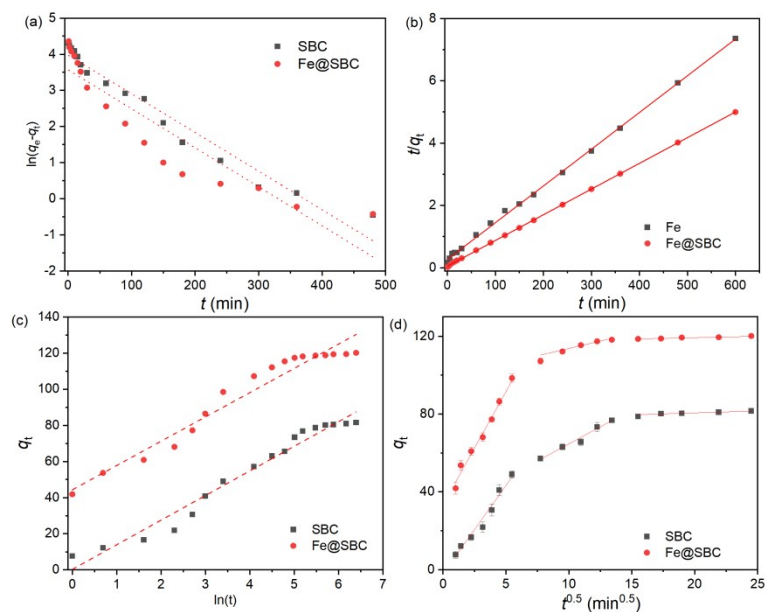 (a)
SBC
Fe@SBC
ln(qe-qt)
5
4
3
2
1
0
-1
-2
0 100 200 300 400 500
t (min)
(b)
Fe
Fe@SBC
t/qt
8
6
4
2
0
0 100 200 300 400 500 600 700
t (min)
(c)
SBC
Fe@SBC
qt
140
120
100
80
60
40
20
0
0 1 2 3 4 5 6 7
ln(t)
(d)
SBC
Fe@SBC
qt
120
80
40
0
0 5 10 15 20 25
t0.5 (min0.5)